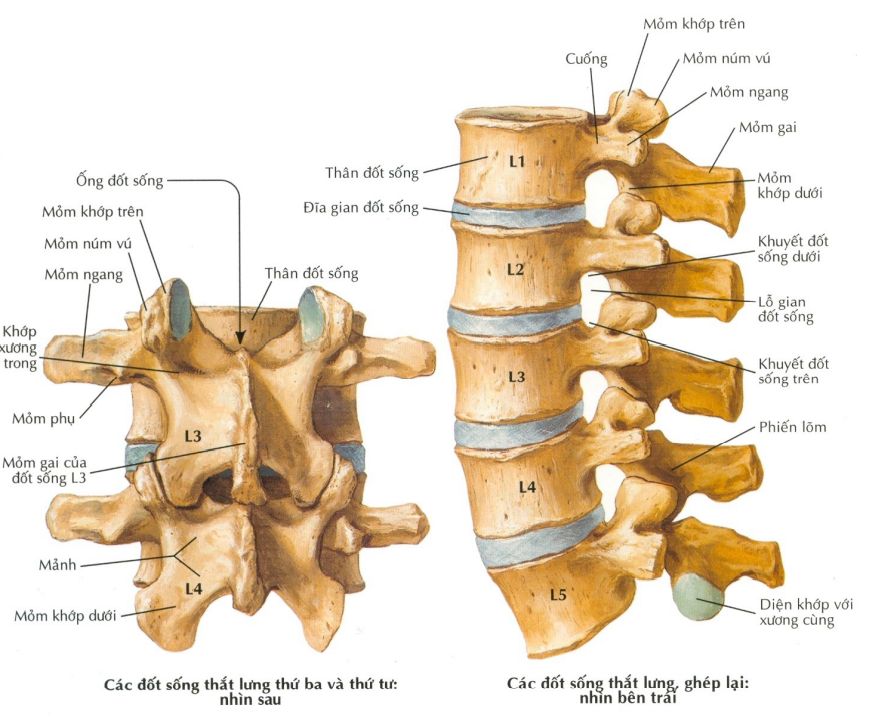 Mỏm khớp trên
Cuống
Mỏm núm vú
Mỏm ngang
Mỏm gai
L1
Thân đốt sống
Mỏm
khớp dưới
Đĩa gian đốt sống
L2
Khuyết đốt
sống dưới
Lỗ gian
đốt sống
L3
Khuyết đốt
sống trên
Phiến lõm
L4
L5
Diện khớp với
xương cùng
Các đốt sống thắt lưng, ghép lại:
nhìn bên trái
Ống đốt sống
Mỏm khớp trên
Mỏm núm vú
Mỏm ngang
Thân đốt sống
Khớp
xương
trong
Mỏm phụ
L3
Mỏm gai của
đốt sống L3
Mảnh
L4
Mỏm khớp dưới
Các đốt sống thắt lưng thứ ba và thứ tư:
nhìn sau